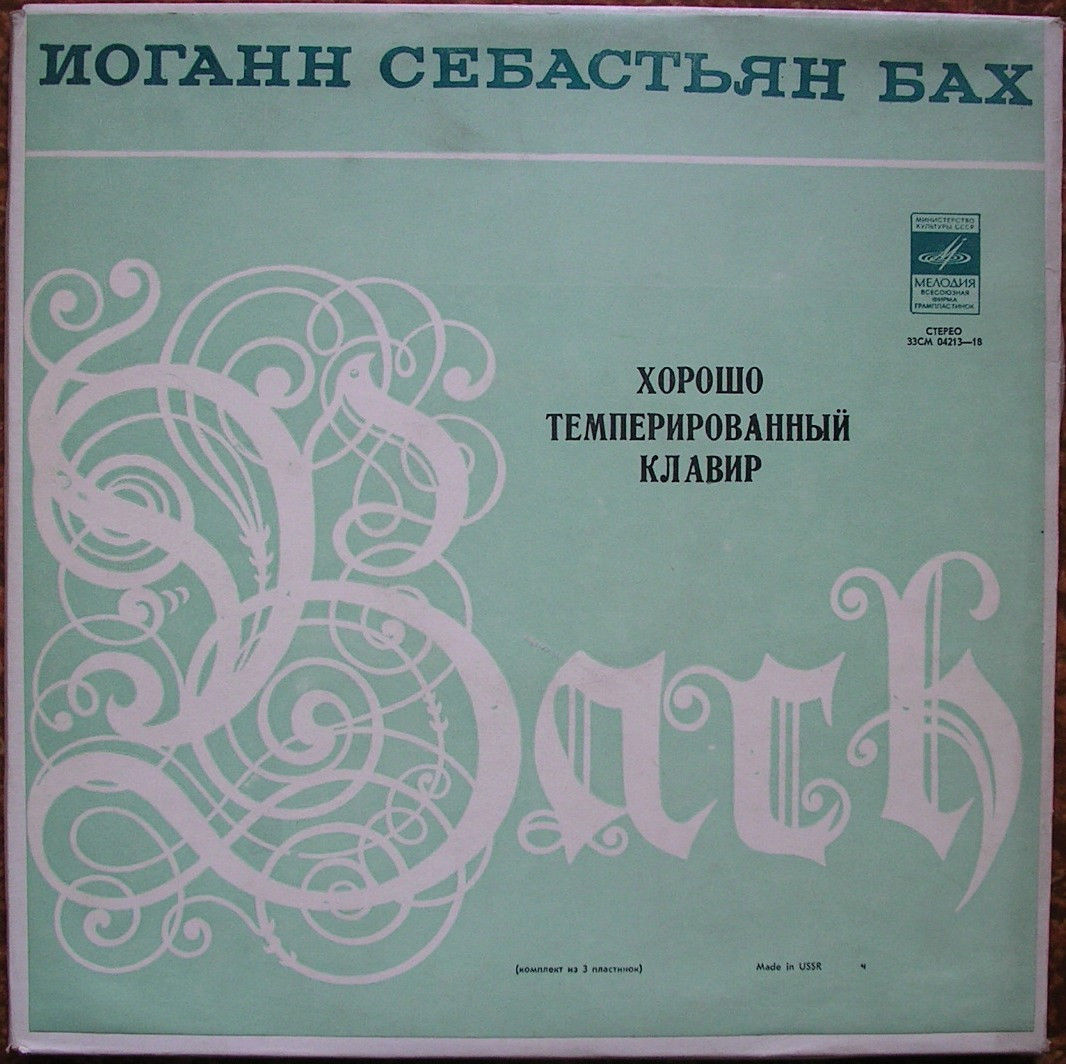 ИОГАНН СЕБАСТЬЯН БАХ
МИНИСТЕРСТВО
КУЛЬТУРЫ СССР
МЕЛОДИЯ
ВСЕСОЮЗНАЯ
ФИРМА
ГРАМПЛАСТИНОК
СТЕРЕО
33СМ 04213—18
ХОРОШО
ТЕМПЕРИРОВАННЫЙ
КЛАВИР
Bach
(комплект из 3 пластинок) Made in USSR ч